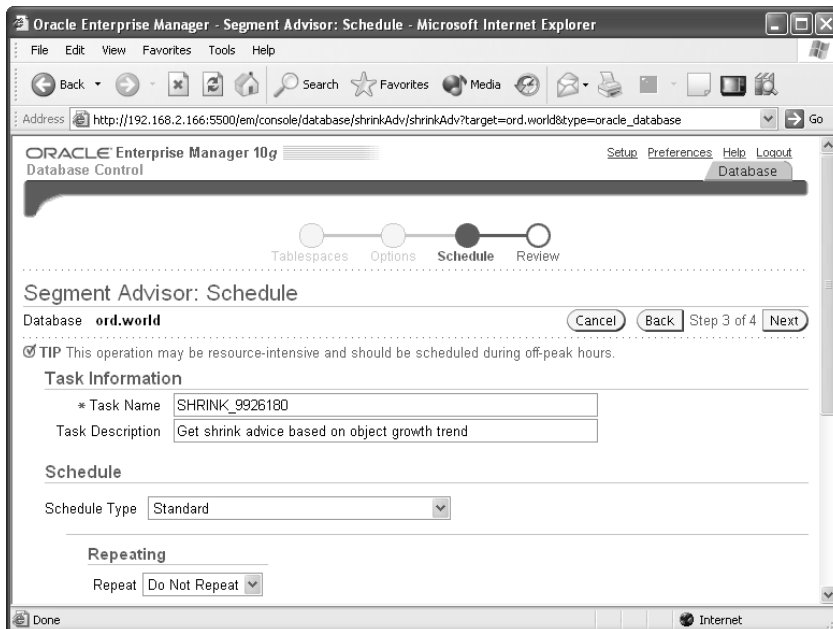 Oracle Enterprise Manager - Segment Advisor: Schedule - Microsoft Internet Explorer
File Edit View Favorites Tools Help
Back Search Favorites Media
Address http://192.168.2.166:5500/em/console/database/shrinkAdv/shrinkAdv?target=ord.world&type=oracle_database Go
ORACLE Enterprise Manager 10g Setup Preferences Help Logout
Database Control Database
Tablespaces Options Schedule Review
Segment Advisor: Schedule
Database ord.world Cancel Back Step 3 of 4 Next
TIP This operation may be resource-intensive and should be scheduled during off-peak hours.
Task Information
* Task Name SHRINK_9926180
Task Description Get shrink advice based on object growth trend
Schedule
Schedule Type Standard
Repeating
Repeat Do Not Repeat
Done Internet